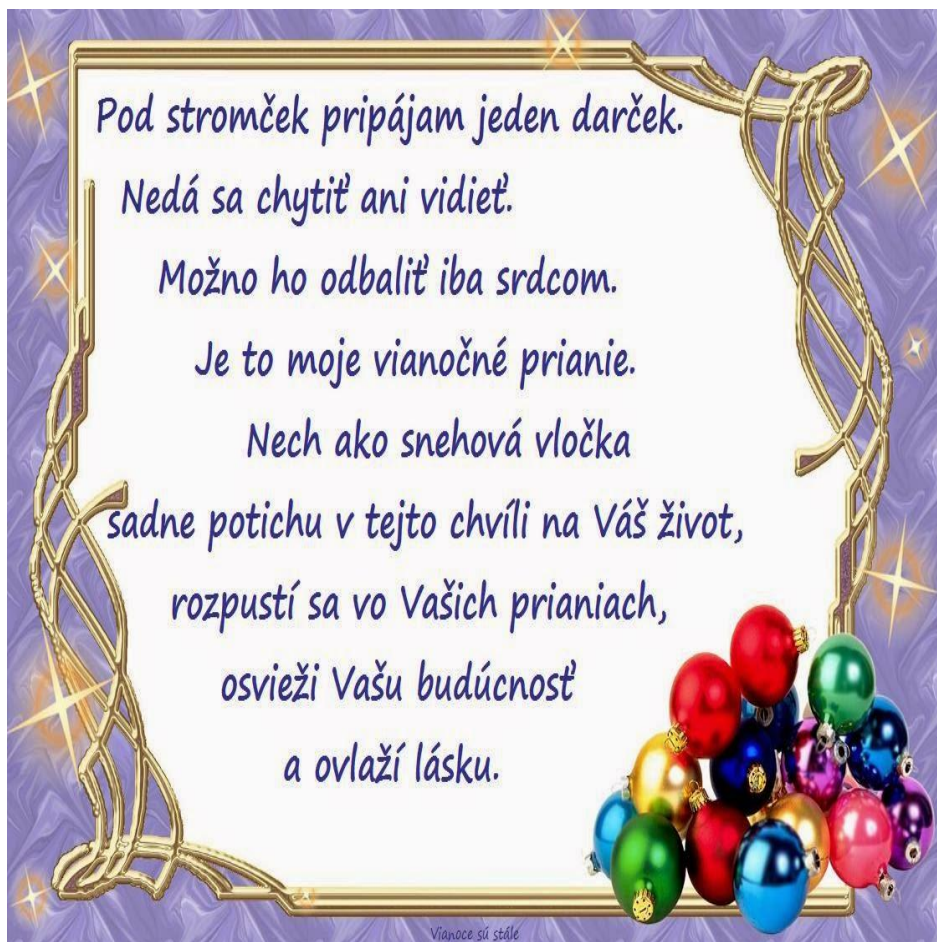 Pod stromček pripájam jeden darček.
Nedá sa chytiť ani vidieť.
Možno ho odbaliť iba srdcom.
Je to moje vianočné prianie.
Nech ako snehová vločka
sadne potichu v tejto chvíli na Váš život,
rozpustí sa vo Vašich prianiach,
osvieži Vašu budúcnosť
a ovlaží lásku.
Vianoce sú stále